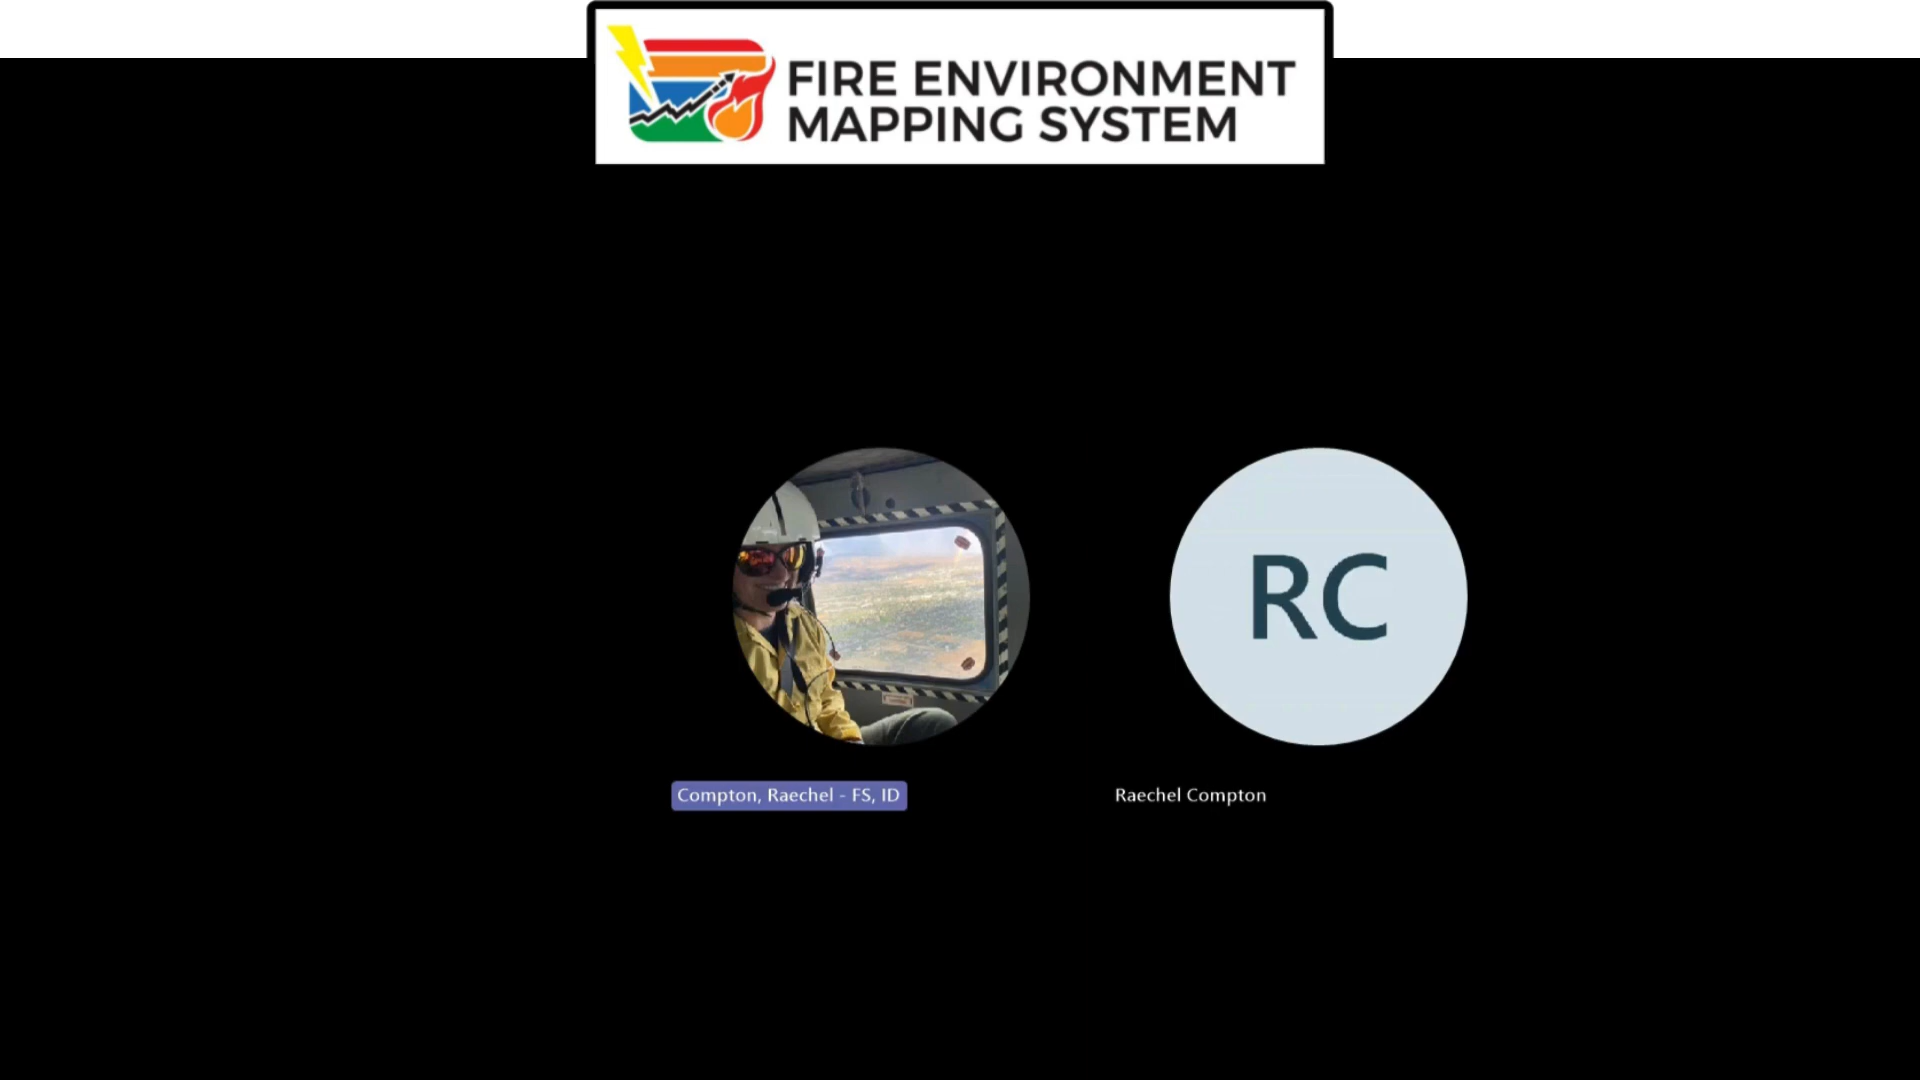 FIRE ENVIRONMENT
MAPPING SYSTEM
RC
Compton, Raechel - FS, ID
Raechel Compton